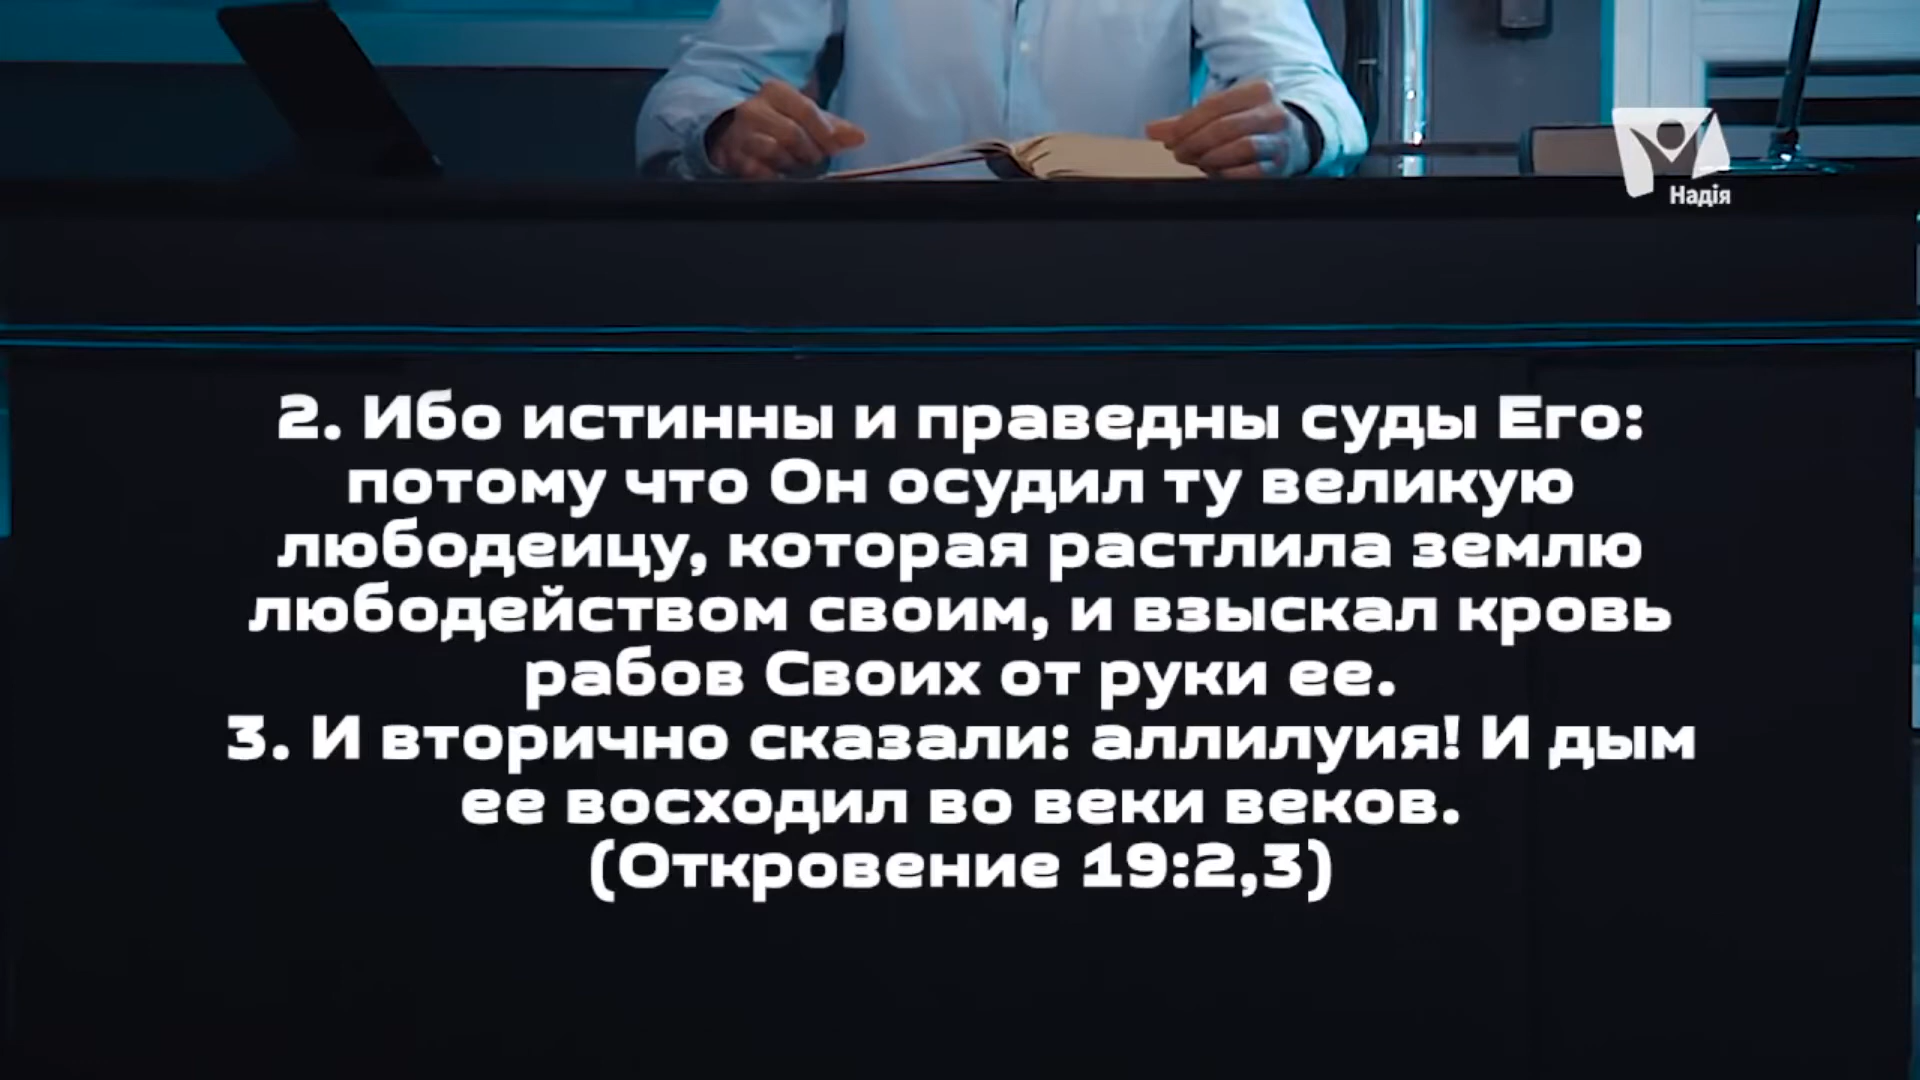 Надія
2. Ибо истинны и праведны суды Его:
потому что Он осудил ту великую
любодеицу, которая растлила землю
любодейством своим, и взыскал кровь
рабов Своих от руки ее.
3. И вторично сказали: аллилуия! И дым
ее восходил во веки веков.
(Откровение 19:2,3)